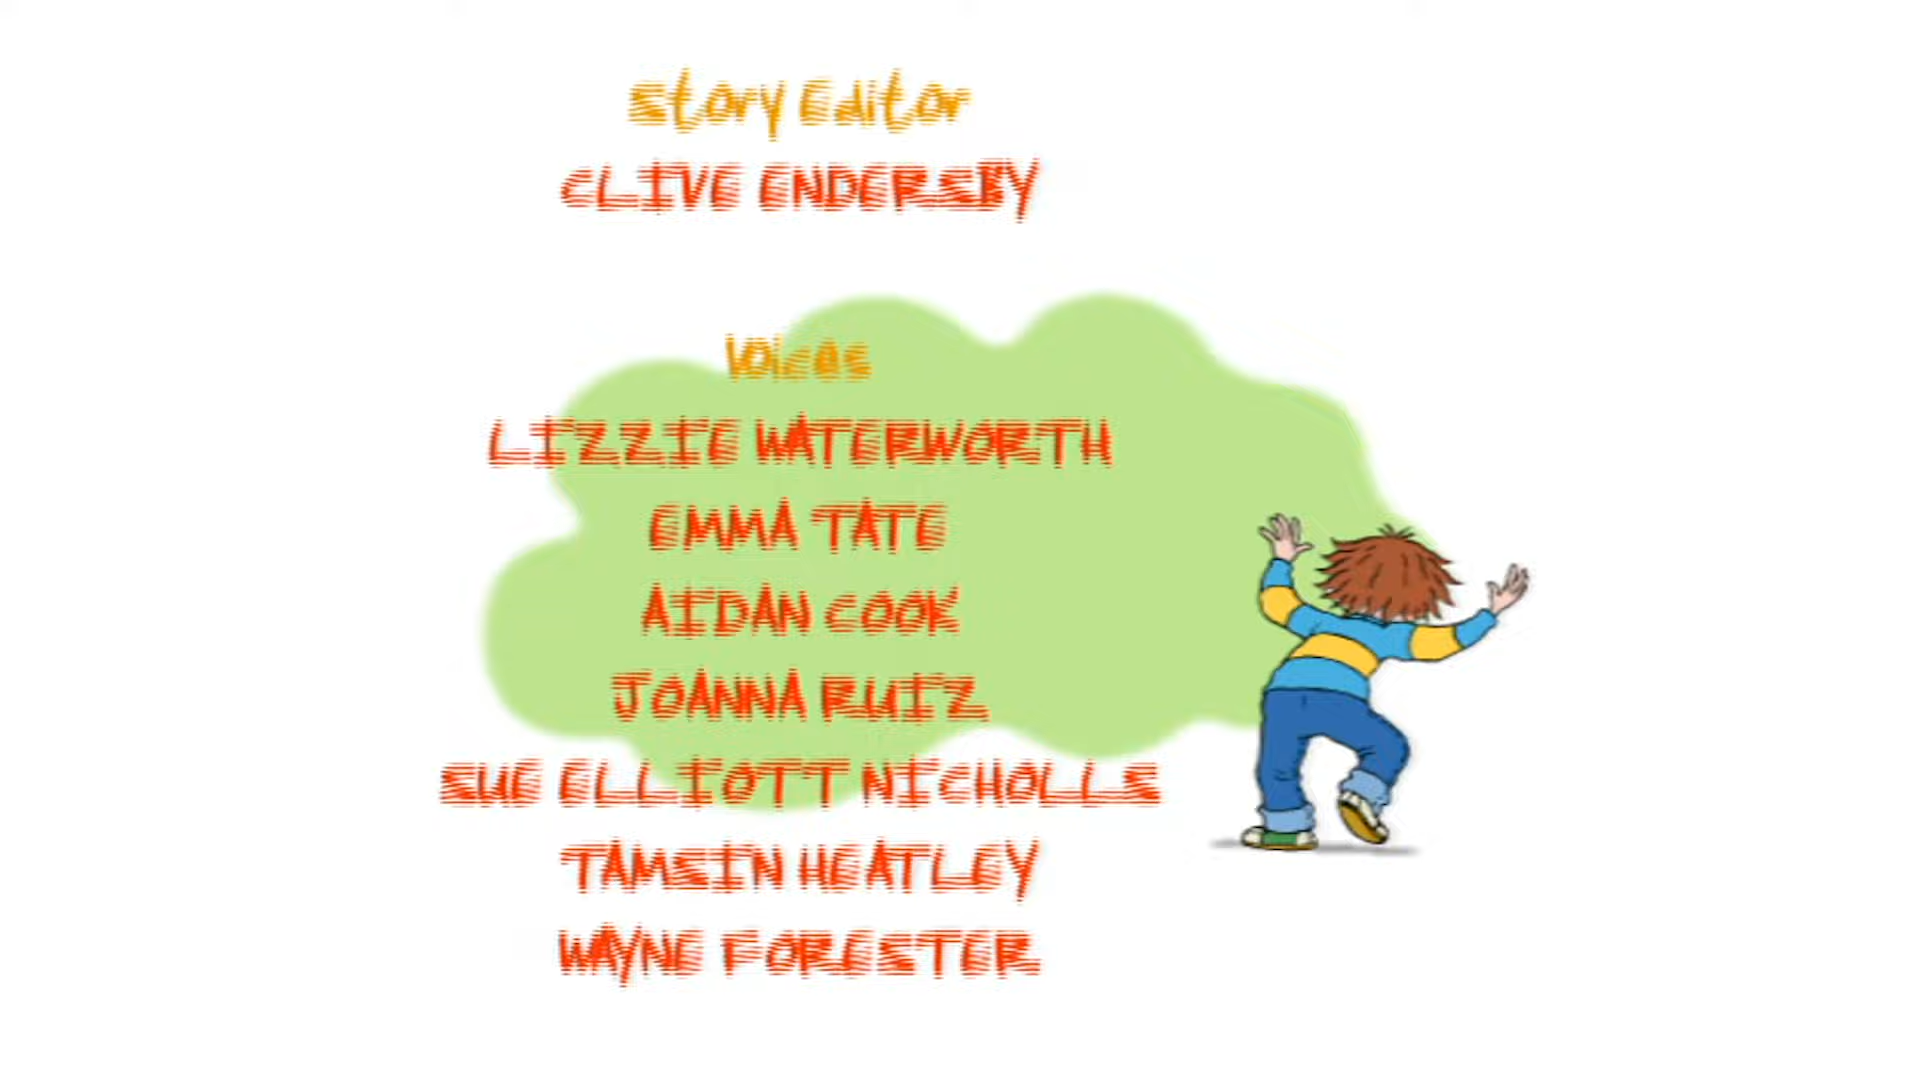 Story Editor
CLIVE ENDERSBY
Voices
LIZZIE WATERWORTH
EMMA TATE
AIDAN COOK
JOANNA RUIZ
SUE ELLIOTT NICHOLLS
TAMSIN HEATLEY
WAYNE FORESTER